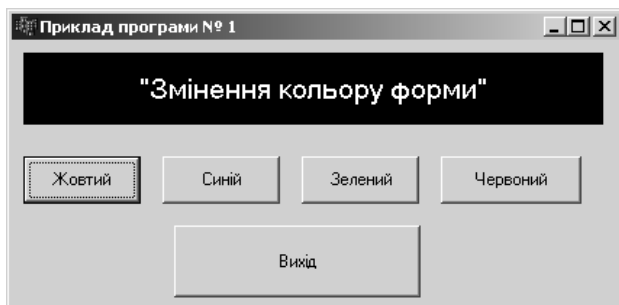 Приклад програми № 1
"Змінення кольору форми"
Жовтий Синій Зелений Червоний
Вихід